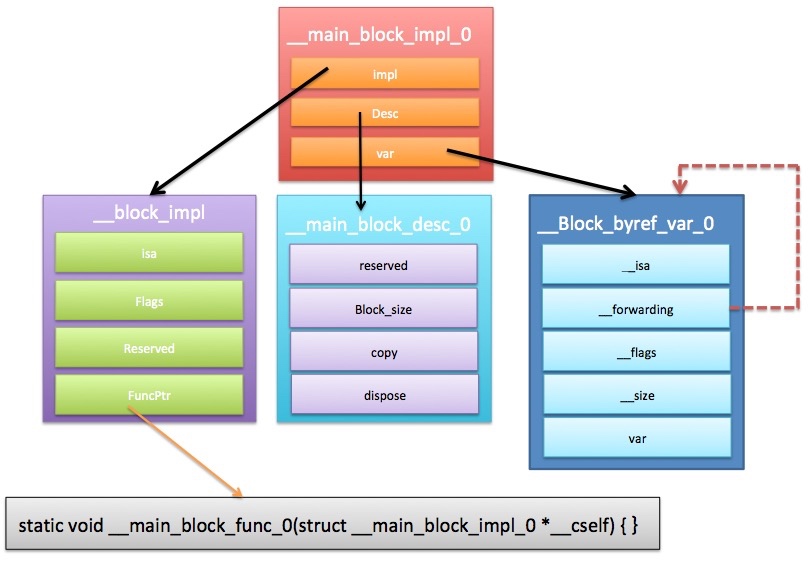 __main_block_impl_0
impl
Desc
var
__block_impl
isa
Flags
Reserved
FuncPtr
__main_block_desc_0
reserved
Block_size
copy
dispose
__Block_byref_var_0
__isa
__forwarding
__flags
__size
var
static void __main_block_func_0(struct __main_block_impl_0 *__cself) { }